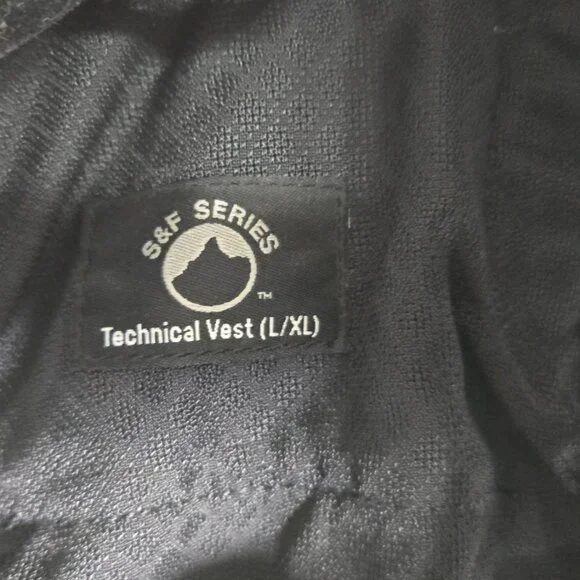 S&F SERIES
TM
Technical Vest (L/XL)